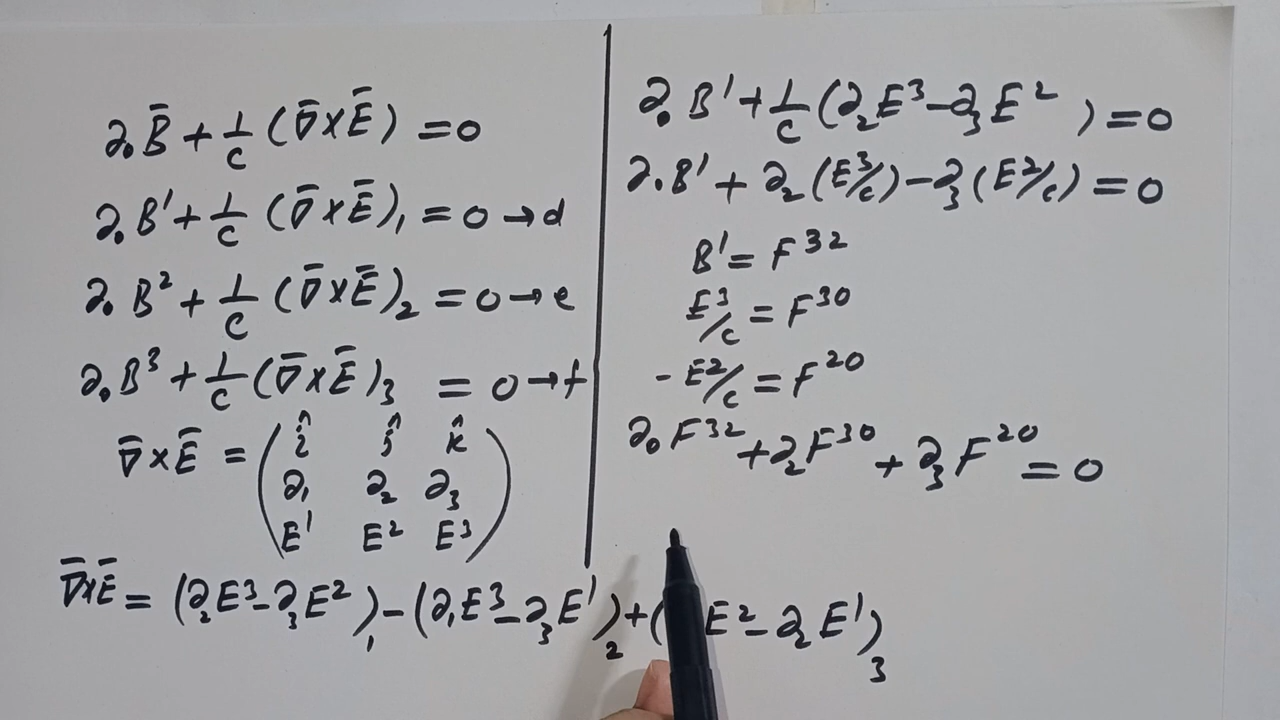 ∂₀B̄ + 1/c (∇̄×Ē) = 0
∂₀B¹ + 1/c (∇̄×Ē)₁ = 0 → d
∂₀B² + 1/c (∇̄×Ē)₂ = 0 → e
∂₀B³ + 1/c (∇̄×Ē)₃ = 0 → f
∇̄×Ē = ( î ĵ k̂
∂₁ ∂₂ ∂₃
E¹ E² E³ )
∇̄×Ē = (∂₂E³ - ∂₃E²)₁ - (∂₁E³ - ∂₃E¹)₂ + ( E² - ∂₂E¹)₃
∂₀B¹ + 1/c (∂₂E³ - ∂₃E²) = 0
∂₀B¹ + ∂₂(E³/c) - ∂₃(E²/c) = 0
B¹ = F³²
E³/c = F³⁰
-E²/c = F²⁰
∂₀F³² + ∂₂F³⁰ + ∂₃F²⁰ = 0